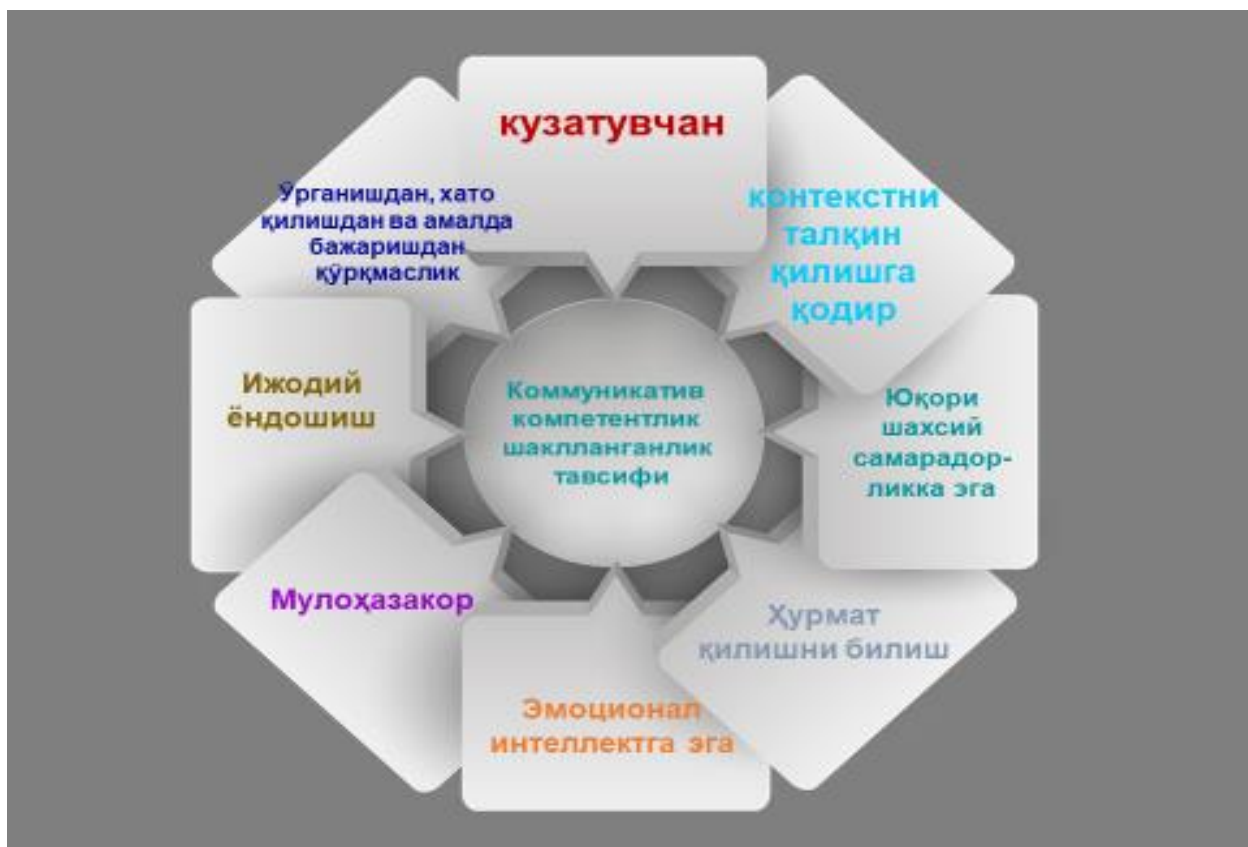 кузатувчан
контекстни
талқин
қилишга
қодир
Юқори
шахсий
самарадор-
ликка эга
Ҳурмат
қилишни билиш
Эмоционал
интеллектга эга
Мулоҳазакор
Ижодий
ёндошиш
Ўрганишдан, хато
қилишдан ва амалда
бажаришдан
қўрқмаслик
Коммуникатив
компетентлик
шаклланганлик
тавсифи